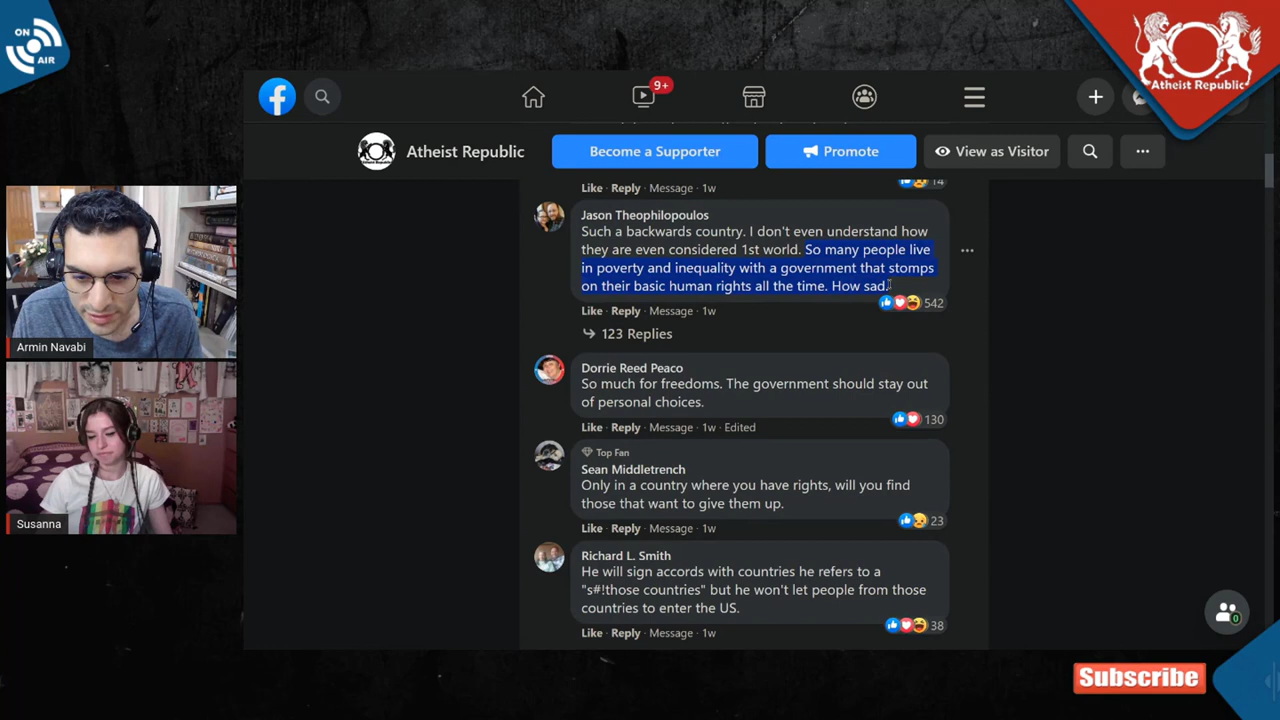 ON
AIR
9+
Atheist Republic
Atheist Republic
Become a Supporter
Promote
View as Visitor
Like · Reply · Message · 1w
14
Jason Theophilopoulos
Such a backwards country. I don't even understand how
they are even considered 1st world. So many people live
in poverty and inequality with a government that stomps
on their basic human rights all the time. How sad.
542
Like · Reply · Message · 1w
123 Replies
Dorrie Reed Peaco
So much for freedoms. The government should stay out
of personal choices.
130
Like · Reply · Message · 1w · Edited
Top Fan
Sean Middletrench
Only in a country where you have rights, will you find
those that want to give them up.
23
Like · Reply · Message · 1w
Richard L. Smith
He will sign accords with countries he refers to a
"s#!those countries" but he won't let people from those
countries to enter the US.
38
Like · Reply · Message · 1w
Armin Navabi
Susanna
0
Subscribe